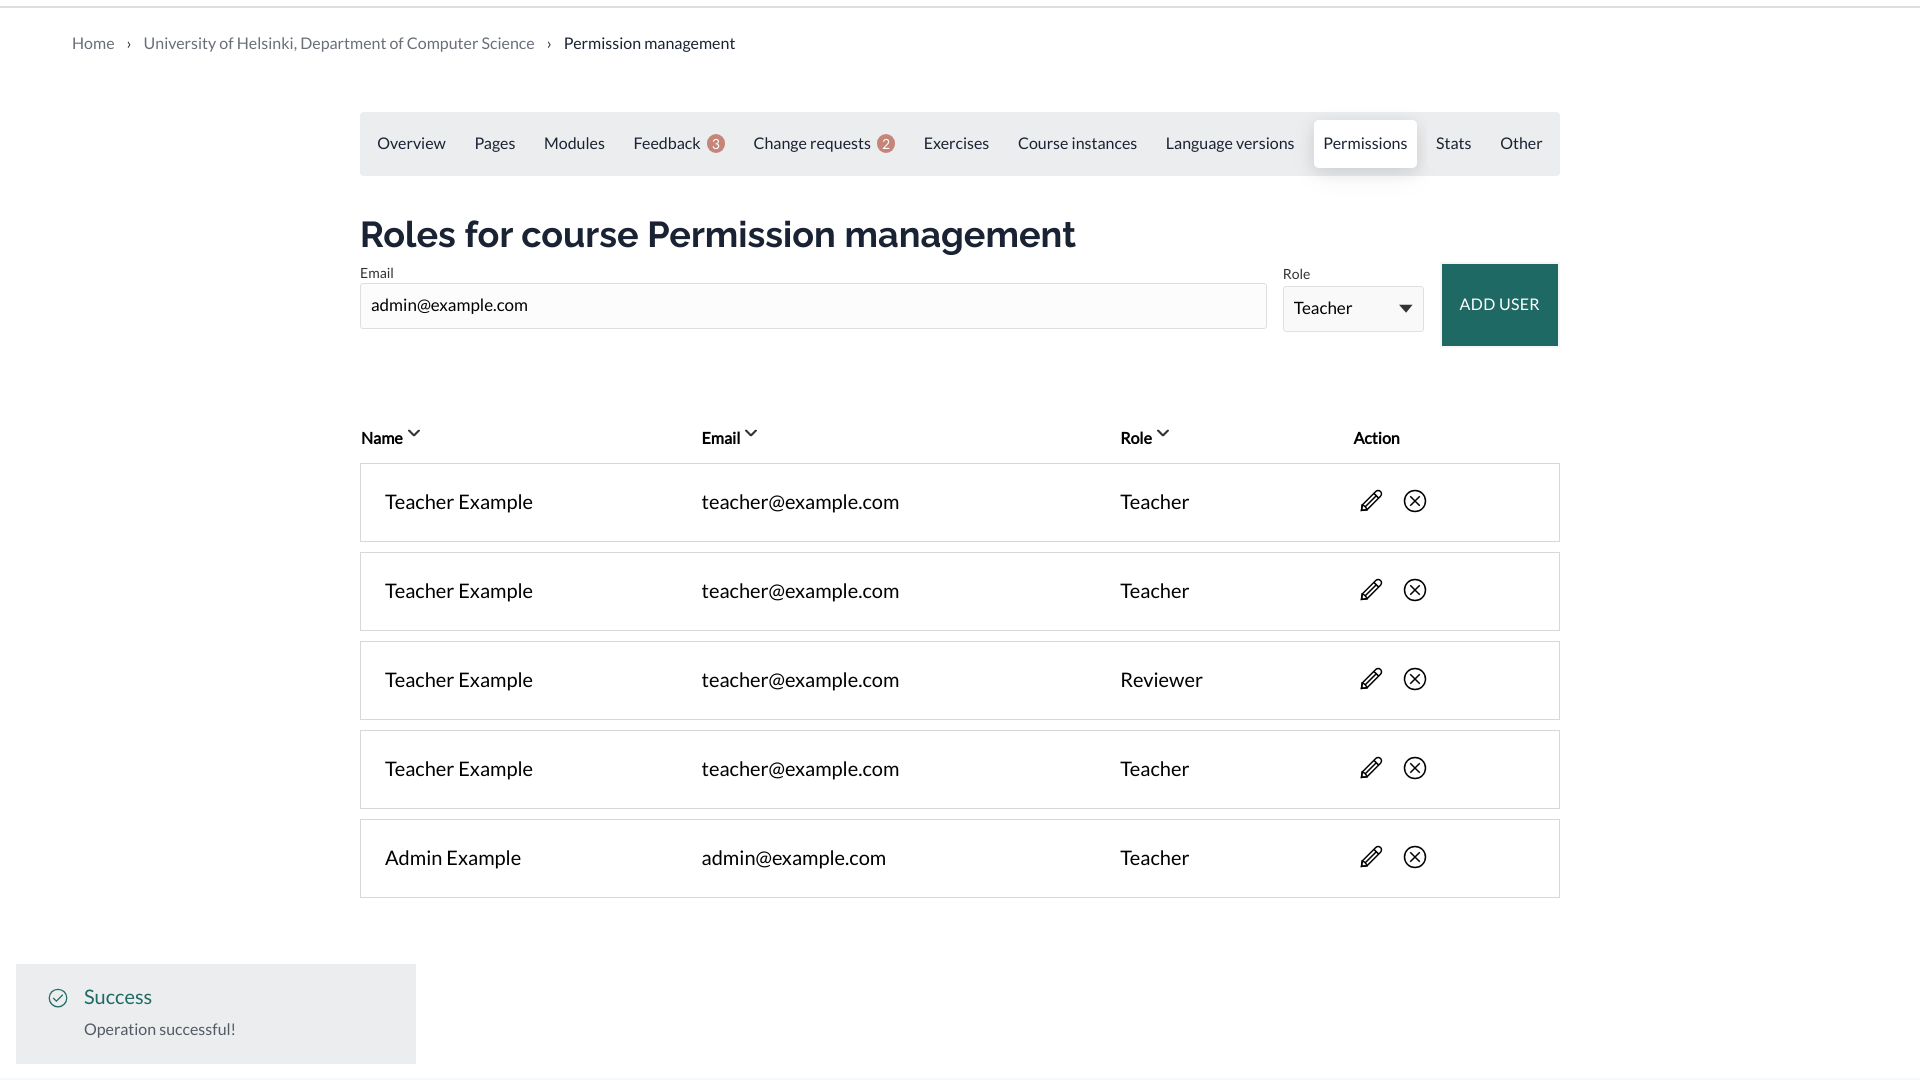 Home › University of Helsinki, Department of Computer Science › Permission management
Overview Pages Modules Feedback 3 Change requests 2 Exercises Course instances Language versions Permissions Stats Other
Roles for course Permission management
Email Role
admin@example.com Teacher ADD USER
Name Email Role Action
Teacher Example teacher@example.com Teacher
Teacher Example teacher@example.com Teacher
Teacher Example teacher@example.com Reviewer
Teacher Example teacher@example.com Teacher
Admin Example admin@example.com Teacher
Success
Operation successful!